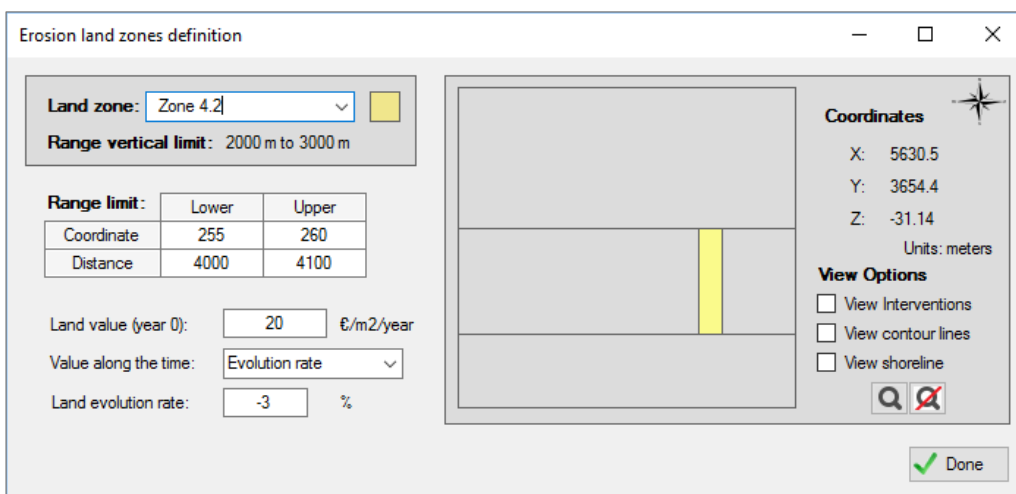 Erosion land zones definition
Land zone: Zone 4.2
Range vertical limit: 2000 m to 3000 m
Range limit: Lower Upper
Coordinate 255 260
Distance 4000 4100
Land value (year 0): 20 €/m2/year
Value along the time: Evolution rate
Land evolution rate: -3 %
Coordinates
X: 5630.5
Y: 3654.4
Z: -31.14
Units: meters
View Options
View Interventions
View contour lines
View shoreline
Done